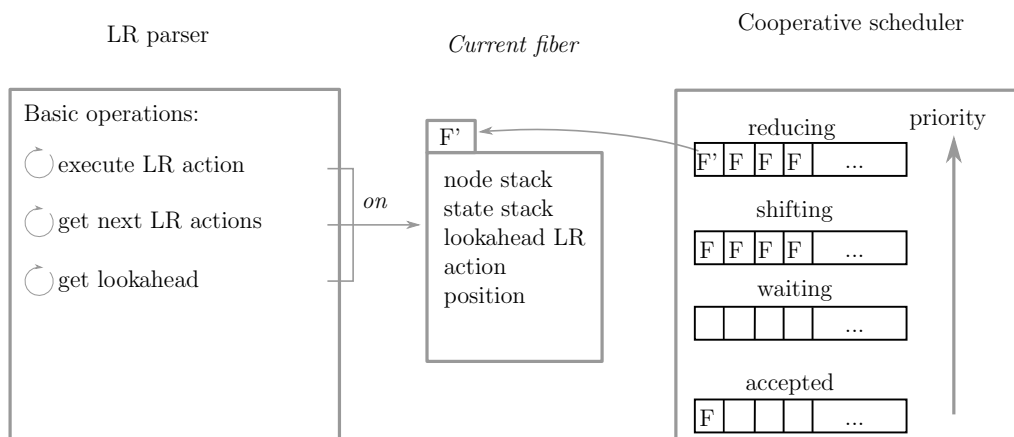 LR parser
Current fiber
Cooperative scheduler
Basic operations:
execute LR action
get next LR actions
get lookahead
on
F'
node stack
state stack
lookahead LR
action
position
priority
reducing
F' F F F ...
shifting
F F F F ...
waiting
...
accepted
F ...